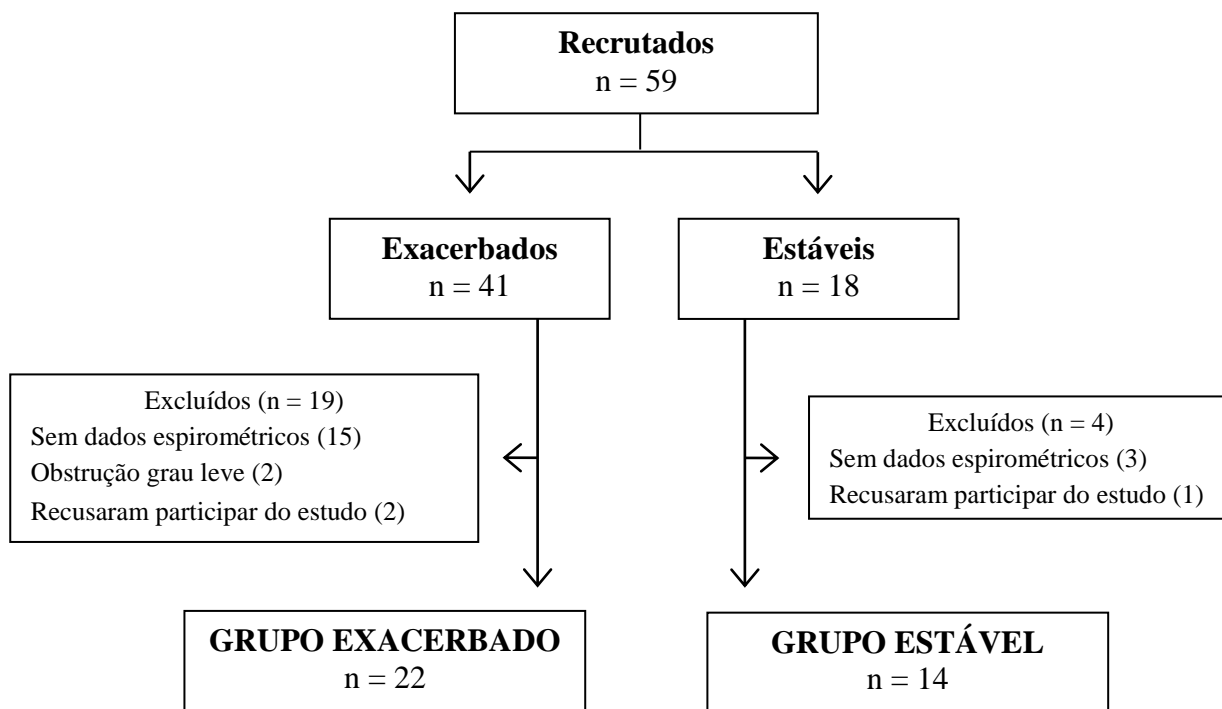 Recrutados
n = 59
Exacerbados
n = 41
Estáveis
n = 18
Excluídos (n = 19)
Sem dados espirométricos (15)
Obstrução grau leve (2)
Recusaram participar do estudo (2)
Excluídos (n = 4)
Sem dados espirométricos (3)
Recusaram participar do estudo (1)
GRUPO EXACERBADO
n = 22
GRUPO ESTÁVEL
n = 14